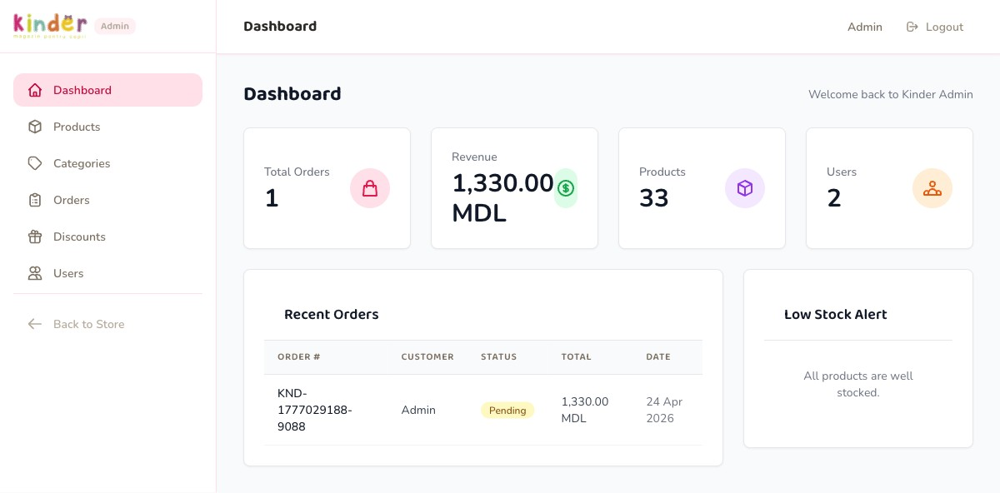 kinder
magazin pentru copii
Admin
Dashboard
Admin
Logout
Dashboard
Products
Categories
Orders
Discounts
Users
Back to Store
Dashboard
Welcome back to Kinder Admin
Total Orders
1
Revenue
1,330.00
MDL
Products
33
Users
2
Recent Orders
ORDER # CUSTOMER STATUS TOTAL DATE
KND-
1777029188-
9088
Admin
Pending
1,330.00
MDL
24 Apr
2026
Low Stock Alert
All products are well
stocked.